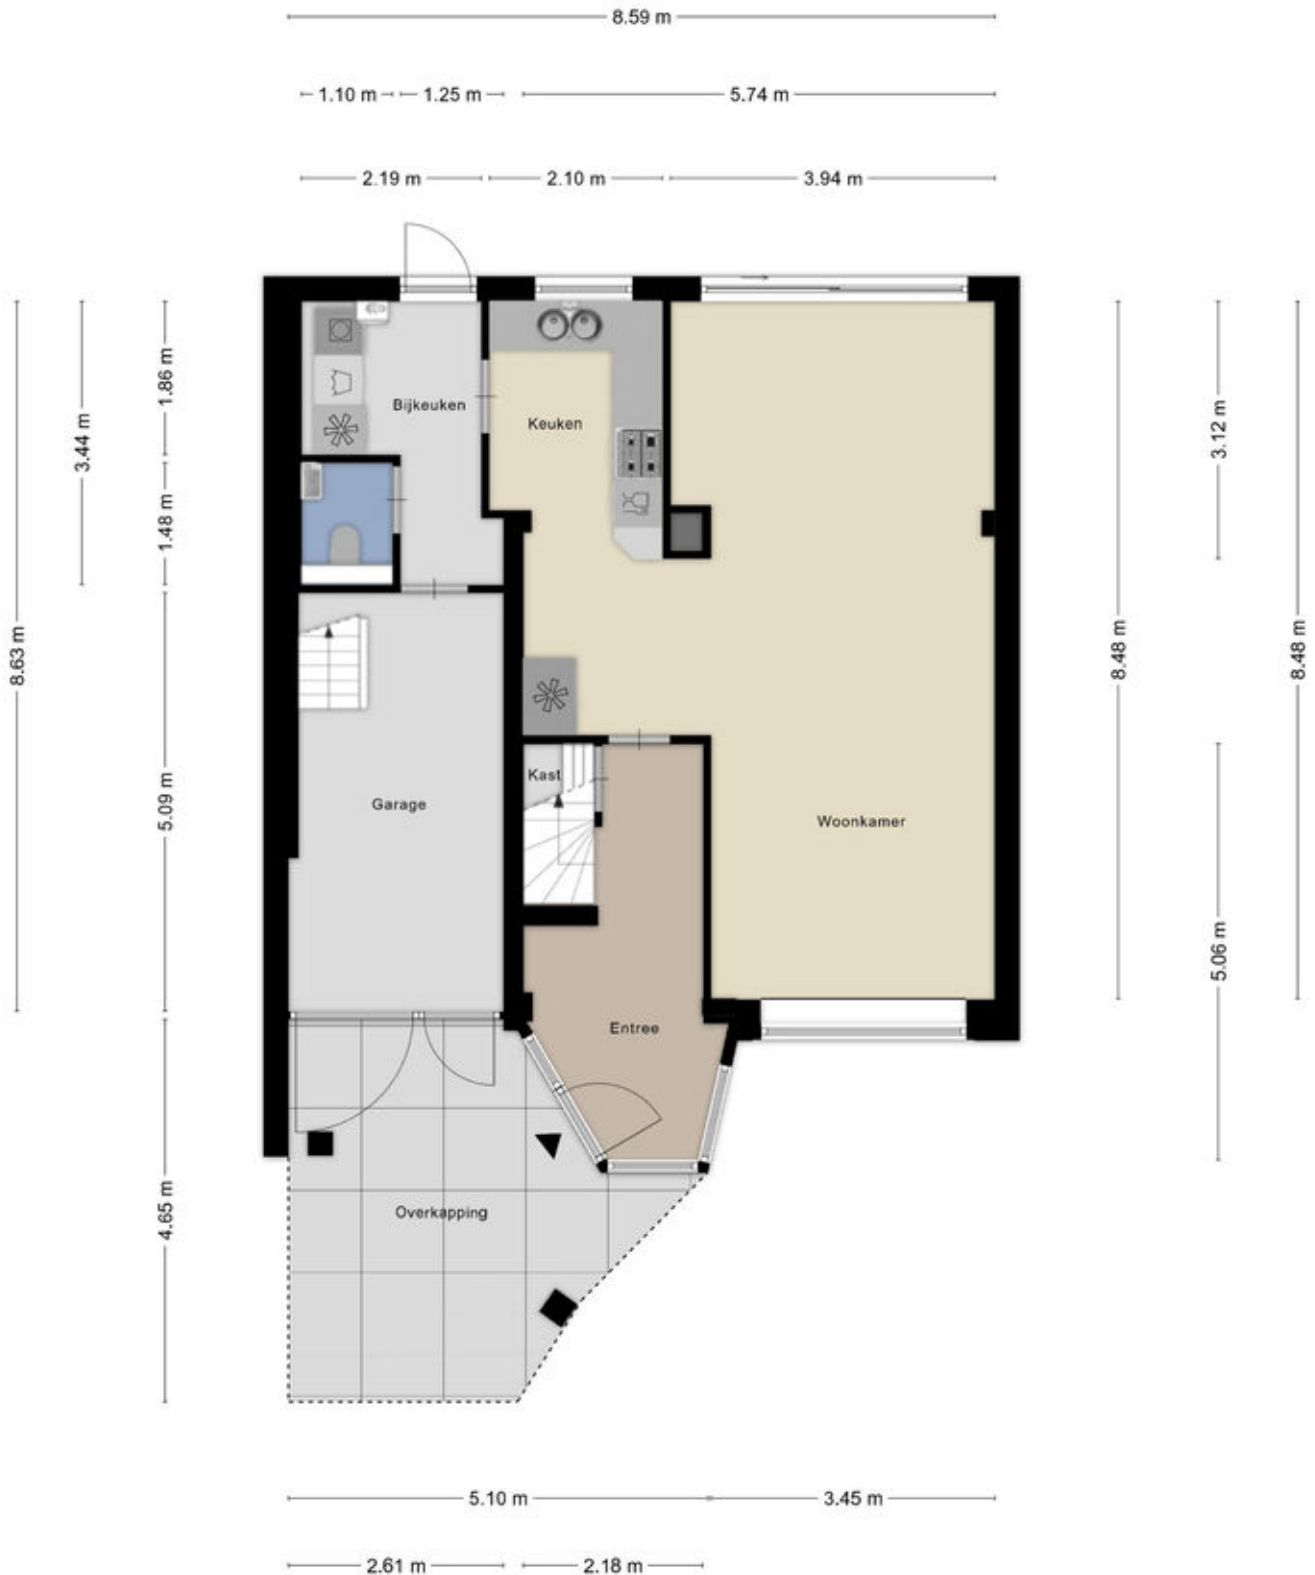 8.59 m
1.10 m
1.25 m
5.74 m
2.19 m
2.10 m
3.94 m
8.63 m
3.44 m
1.86 m
1.48 m
5.09 m
4.65 m
Bijkeuken
Keuken
Kast
Garage
Woonkamer
Entree
Overkapping
8.48 m
3.12 m
5.06 m
8.48 m
5.10 m
3.45 m
2.61 m
2.18 m